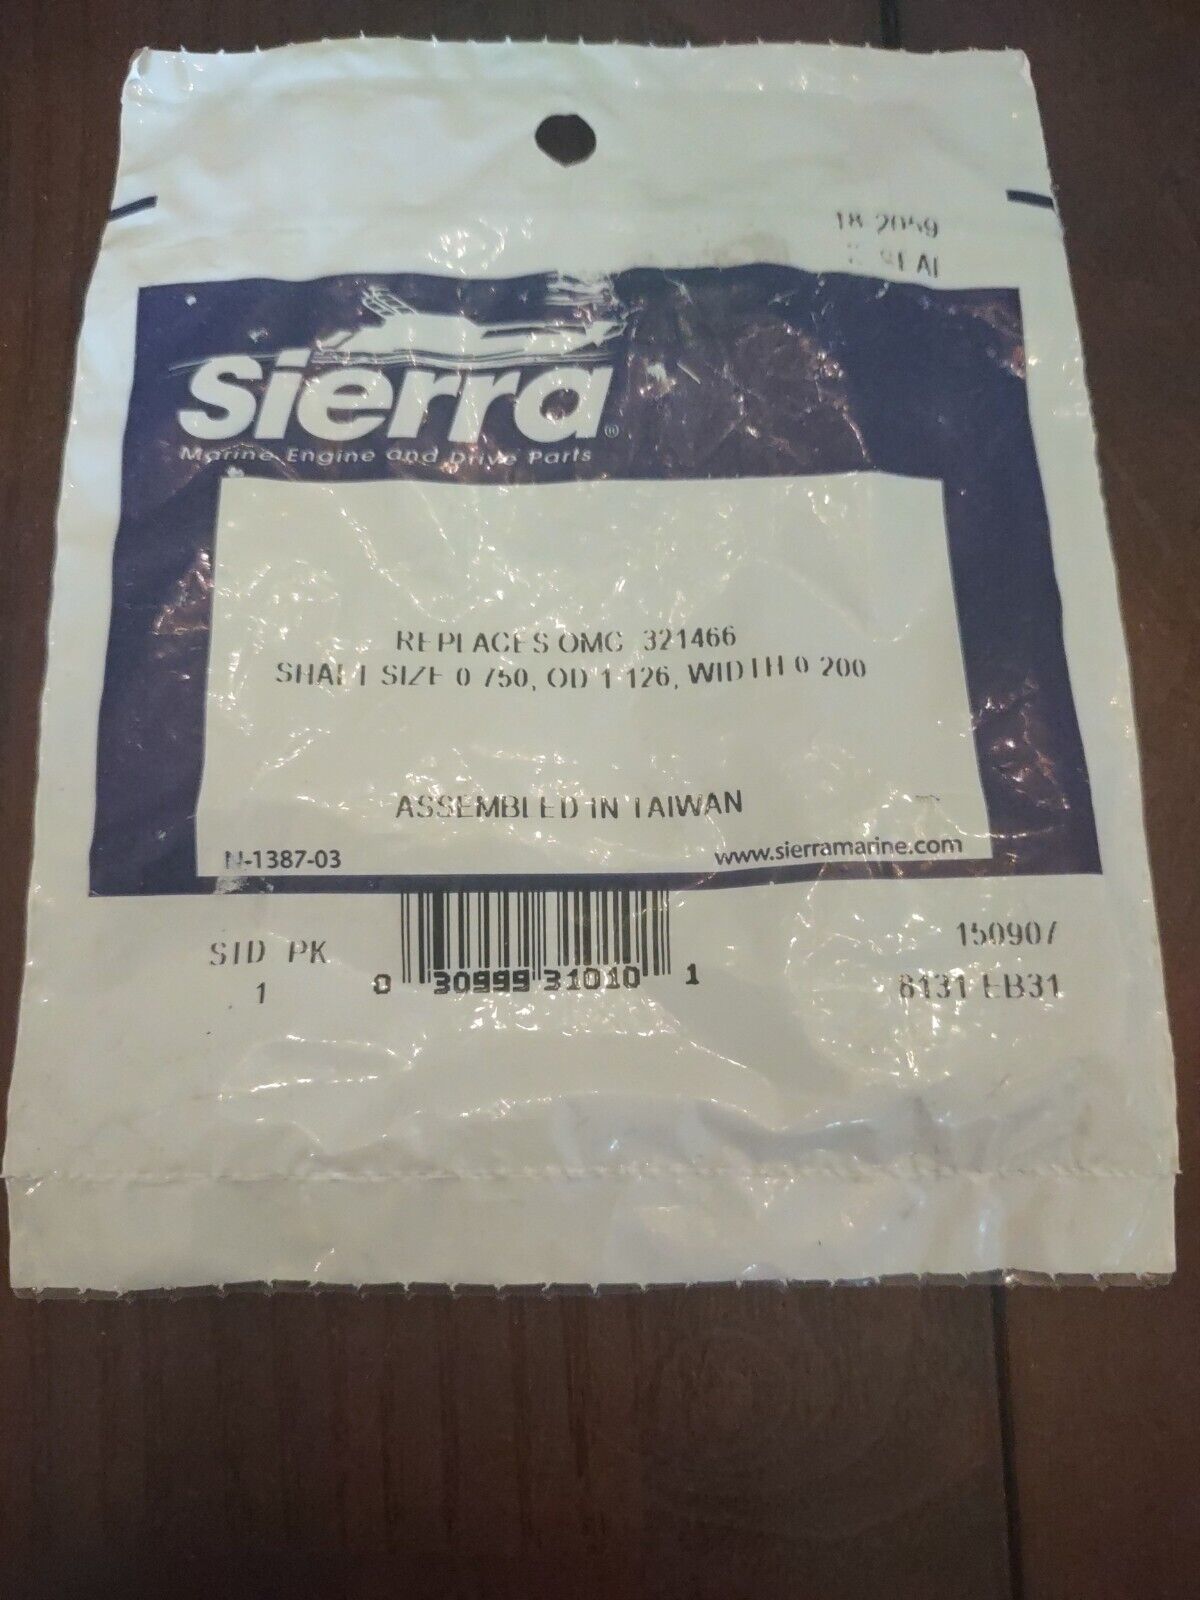 18-2059
Sierra®
Marine Engine and Drive Parts
REPLACES OMC 321466
SHAFT SIZE 0.750, OD 1.126, WIDTH 0.200
ASSEMBLED IN TAIWAN
N-1387-03
www.sierramarine.com
STD PK
1
0 30999 31010 1
150907
8131 EB31